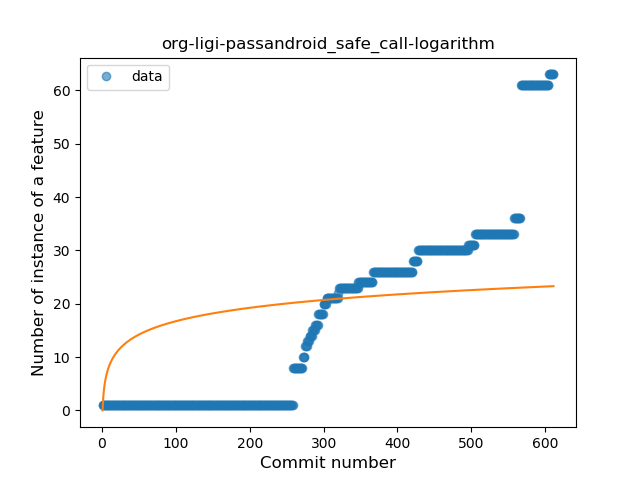 org-ligi-passandroid_safe_call-logarithm
data
Number of instance of a feature
60
50
40
30
20
10
0
0 100 200 300 400 500 600
Commit number